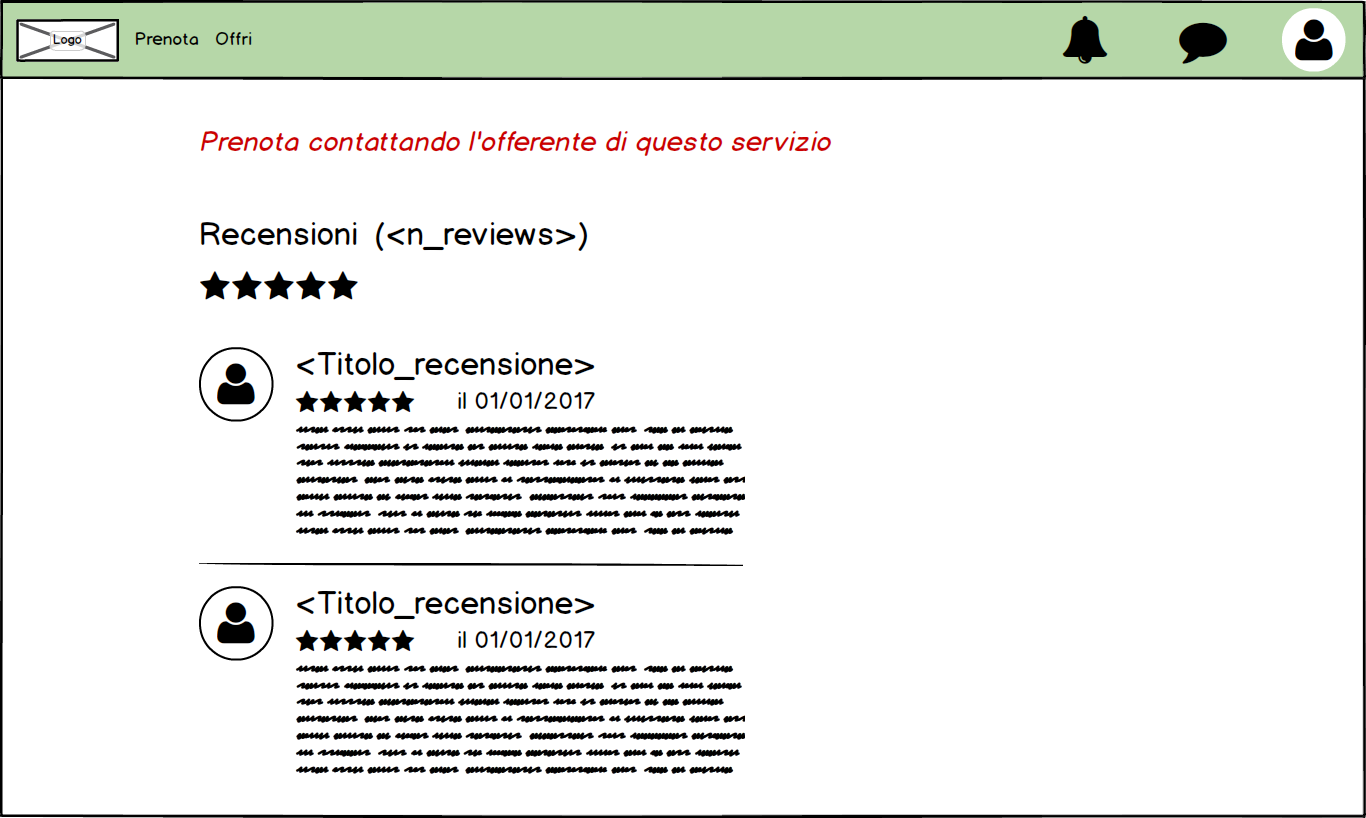 Logo
Prenota Offri
Prenota contattando l'offerente di questo servizio
Recensioni (<n_reviews>)
<Titolo_recensione>
il 01/01/2017
<Titolo_recensione>
il 01/01/2017